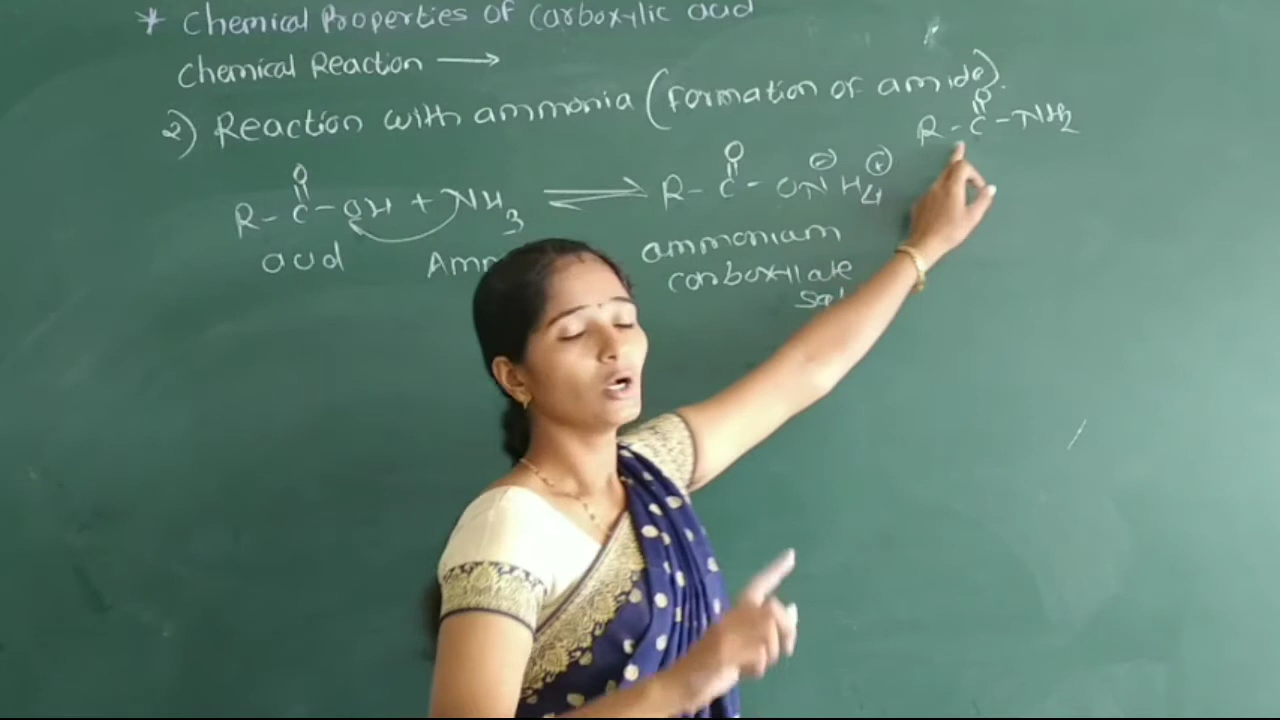 * Chemical Properties of Carboxylic acid
Chemical Reaction ⟶
2) Reaction with ammonia (formation of amide).
O O
|| ||
R-C-OH + NH3 ⇌ R-C-ONH4 ⊖ ⊕
O
||
R-C-NH2
acid ammonium
carboxylate